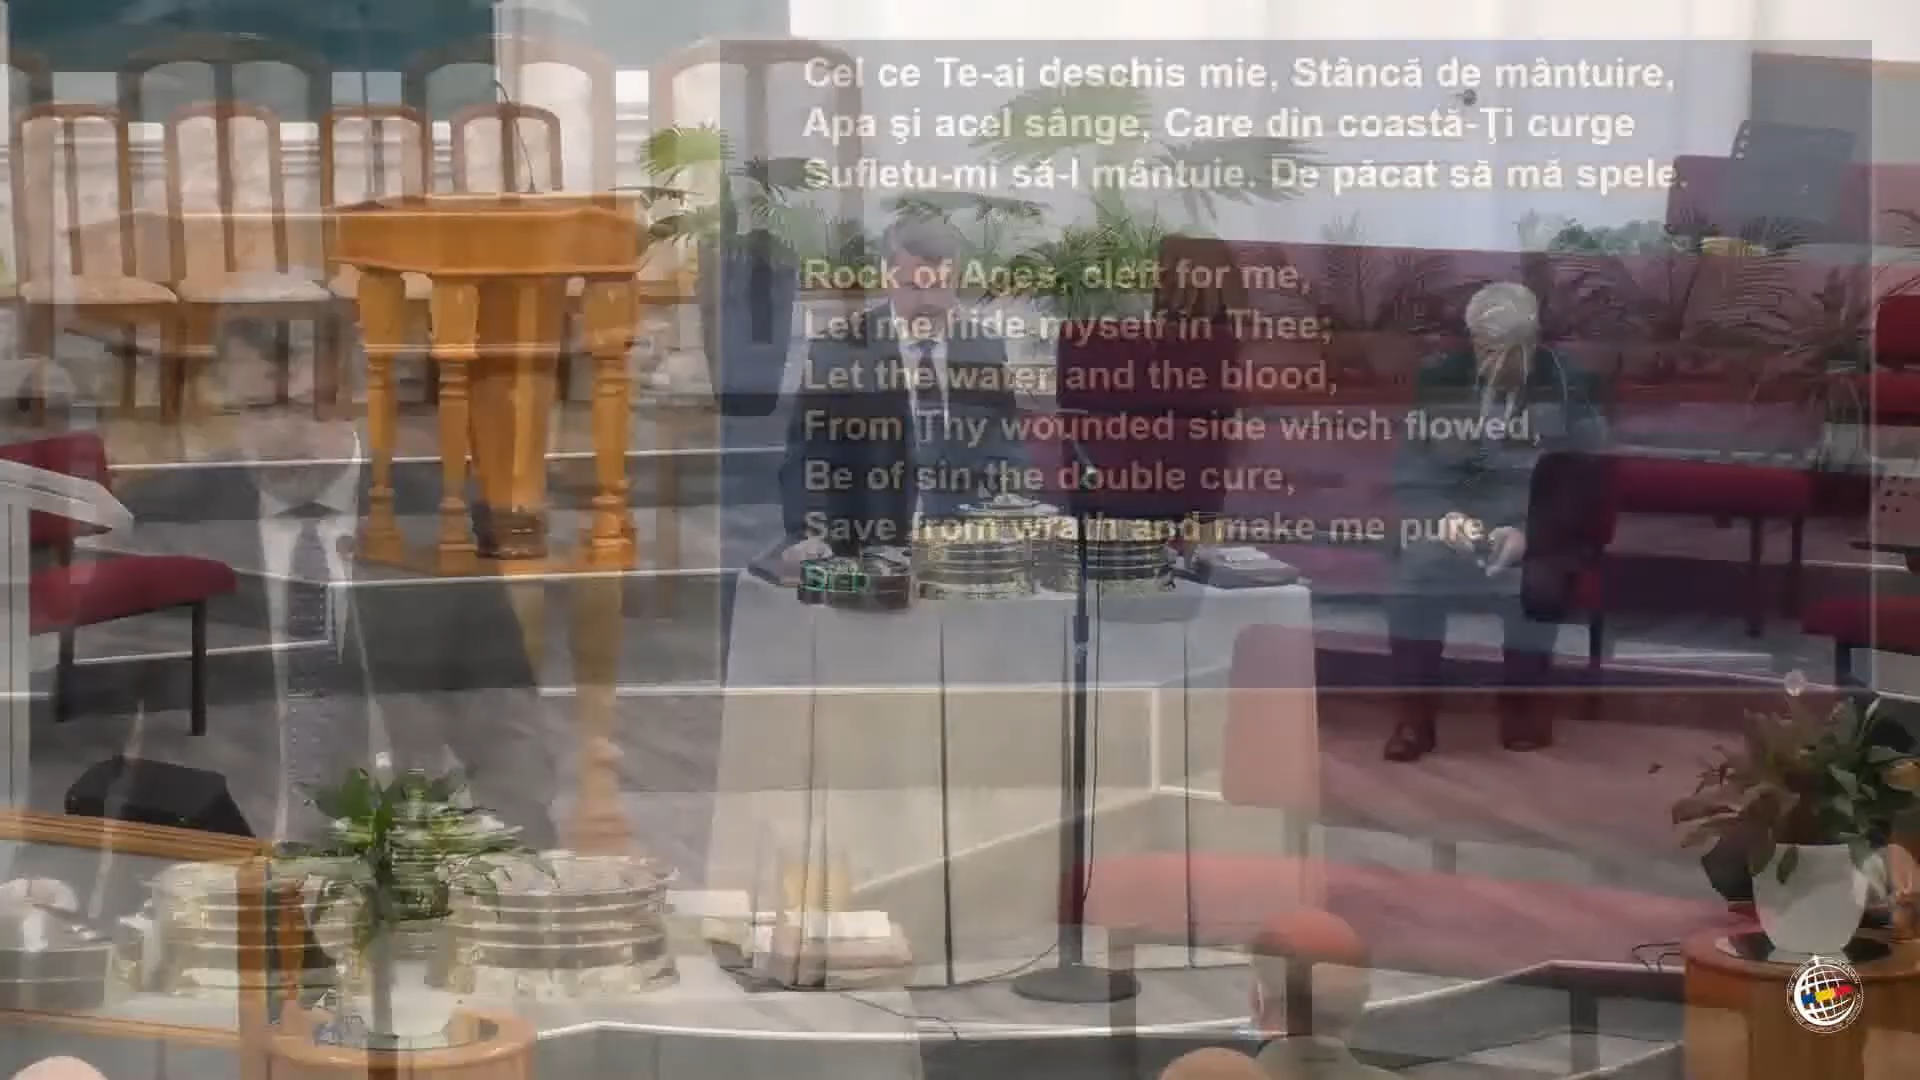 Cel ce Te-ai deschis mie, Stâncă de mântuire,
Apa şi acel sânge, Care din coastă-Ţi curge
Sufletu-mi să-l mântuie. De păcat să mă spele.
Rock of Ages, cleft for me,
Let me hide myself in Thee;
Let the water and the blood,
From Thy wounded side which flowed,
Be of sin the double cure,
Save from wrath and make me pure.